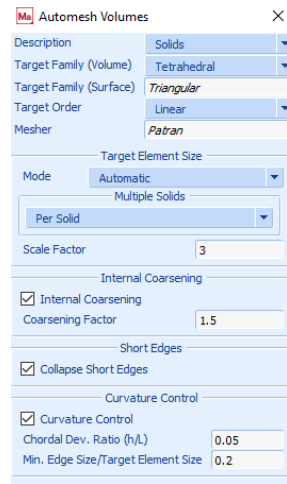 Ma Automesh Volumes
Description Solids
Target Family (Volume) Tetrahedral
Target Family (Surface) Triangular
Target Order Linear
Mesher Patran
Target Element Size
Mode Automatic
Multiple Solids
Per Solid
Scale Factor 3
Internal Coarsening
Internal Coarsening
Coarsening Factor 1.5
Short Edges
Collapse Short Edges
Curvature Control
Curvature Control
Chordal Dev. Ratio (h/L) 0.05
Min. Edge Size/Target Element Size 0.2